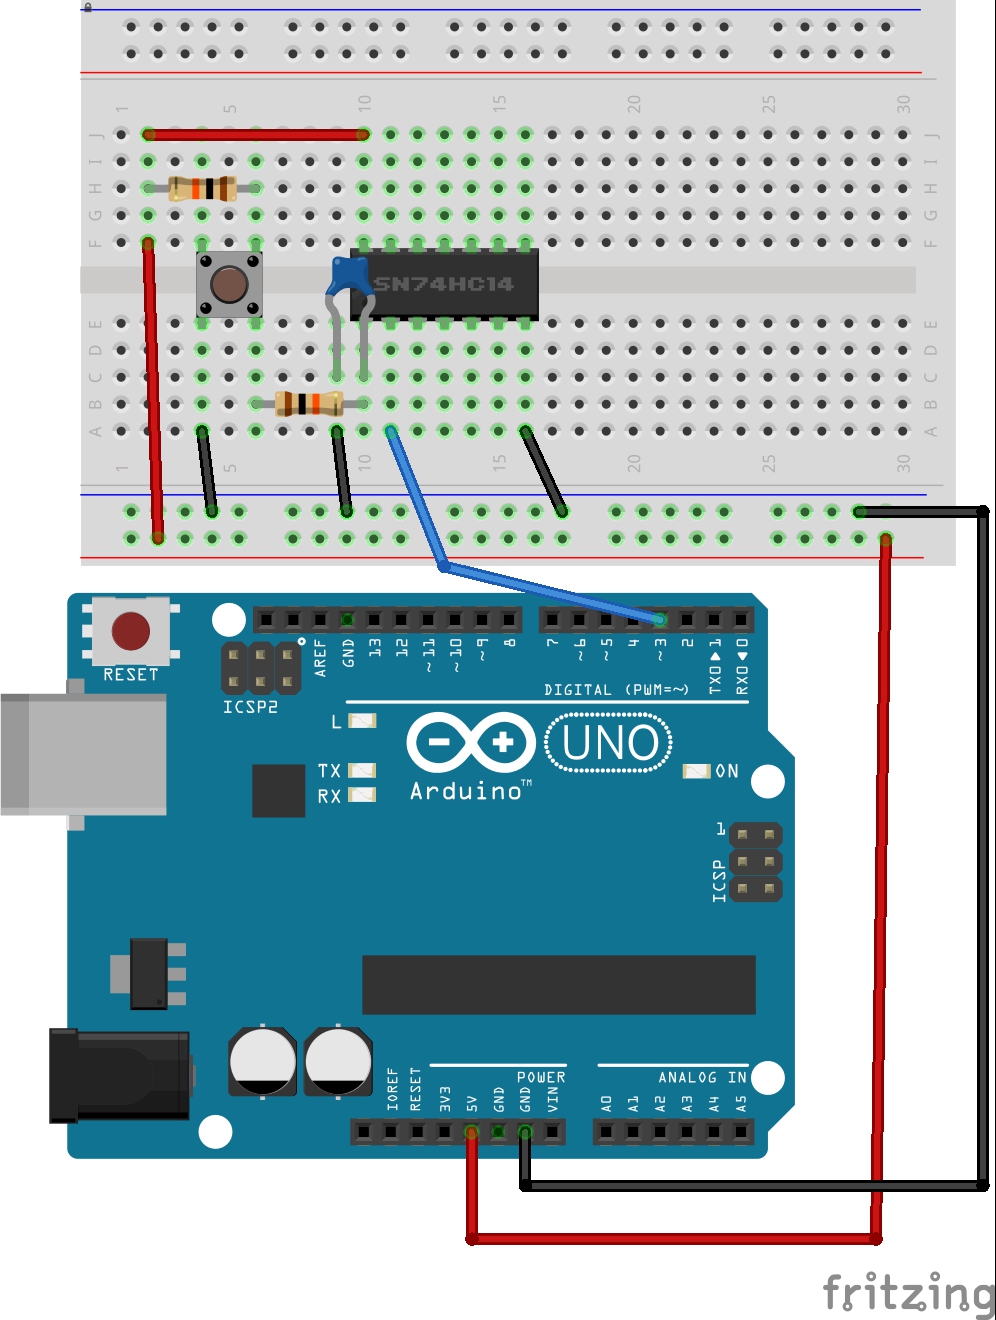 1 5 10 15 20 25 30
J J
I I
H H
G G
F F
SN74HC14
E E
D D
C C
B B
A A
1 5 10 15 20 25 30
RESET
AREF GND 13 12 ~11 ~10 ~9 8 7 ~6 ~5 4 ~3 2 TX0▶1 RX0◀0
ICSP2
DIGITAL (PWM=~)
L
UNO
TX
RX
Arduino™
ON
1
ICSP
POWER
ANALOG IN
IOREF RESET 3V3 5V GND GND VIN A0 A1 A2 A3 A4 A5
fritzing